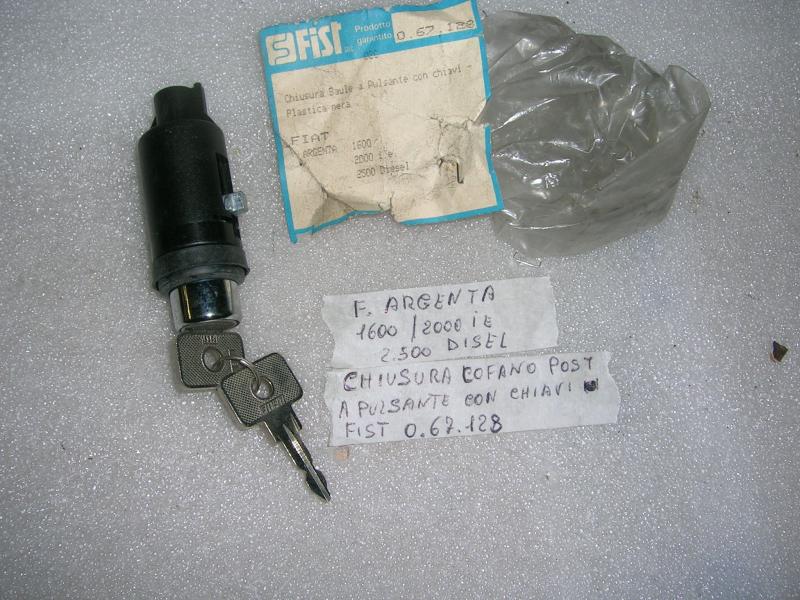 FIST
Prodotto
garantito 0.67.128
Chiusura Baule a Pulsante con chiavi -
Plastica nera
FIAT
ARGENTA 1600/
2000 i'e
2500 Diesel
F. ARGENTA
1600/2000 iE
2.500 DISEL
CHIUSURA COFANO POST
A PULSANTE CON CHIAVI
FIST 0.67.128